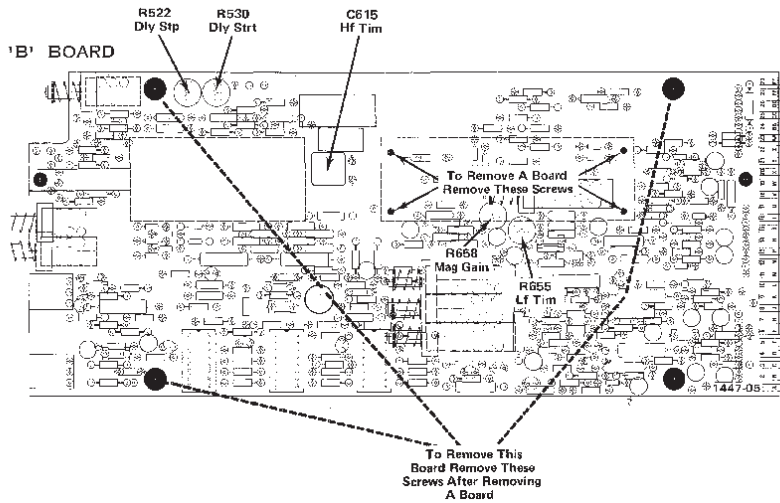 R522
Dly Stp
R530
Dly Strt
C615
Hf Tim
'B' BOARD
To Remove A Board
Remove These Screws
R658
Mag Gain
R655
Lf Tim
1447-05
To Remove This
Board Remove These
Screws After Removing
A Board